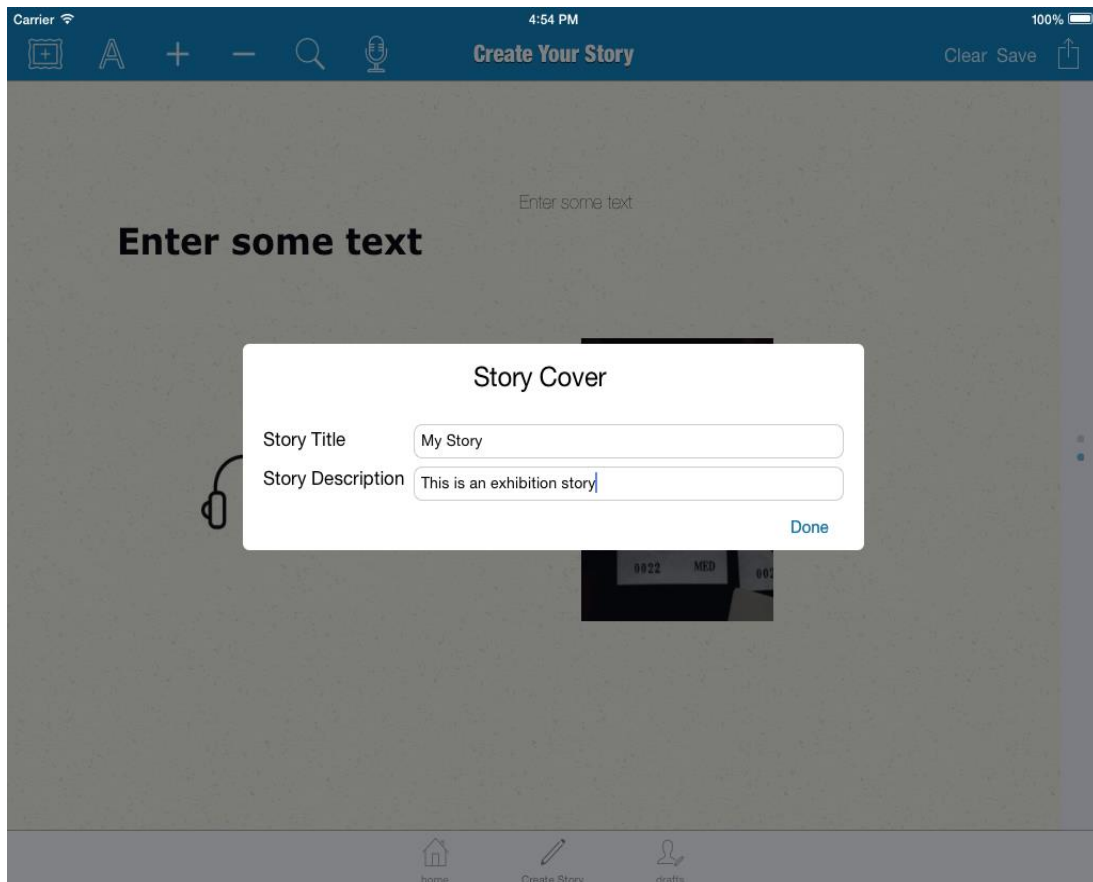 Carrier
4:54 PM
100%
Create Your Story
Clear Save
Enter some text
Enter some text
Story Cover
Story Title
My Story
Story Description
This is an exhibition story
Done
0022 MED
002
home
Create Story
drafts